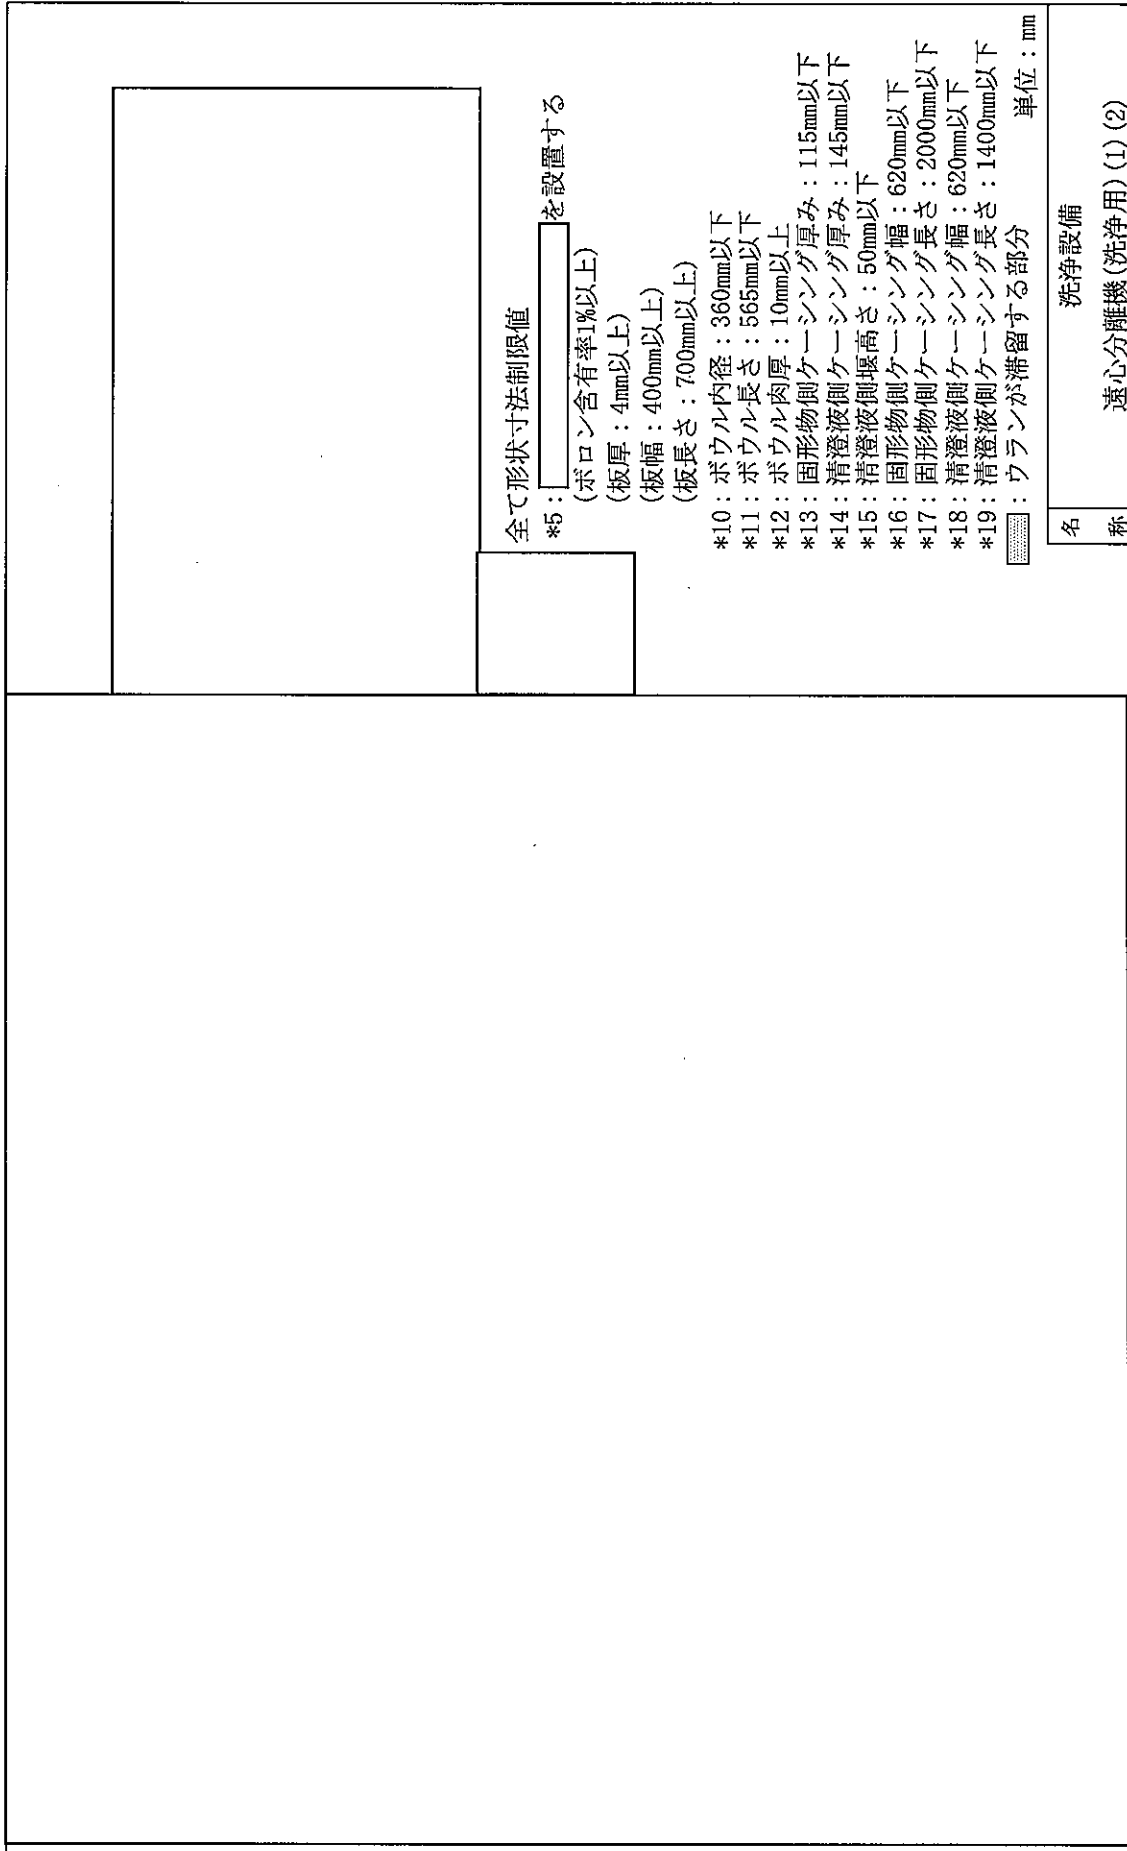 全て形状寸法制限値
*5:を設置する
(ボロン含有率1%以上)
(板厚:4mm以上)
(板幅:400mm以上)
(板長さ:700mm以上)
*10:ボウル内径:360mm以下
*11:ボウル長さ:565mm以下
*12:ボウル肉厚:10mm以上
*13:固形物側ケーシング厚み:115mm以下
*14:清澄液側ケーシング厚み:145mm以下
*15:清澄液側堰高さ:50mm以下
*16:固形物側ケーシング幅:620mm以下
*17:固形物側ケーシング長さ:2000mm以下
*18:清澄液側ケーシング幅:620mm以下
*19:清澄液側ケーシング長さ:1400mm以下
:ウランが滞留する部分 単位:mm
名称
洗浄設備
遠心分離機(洗浄用)(1)(2)